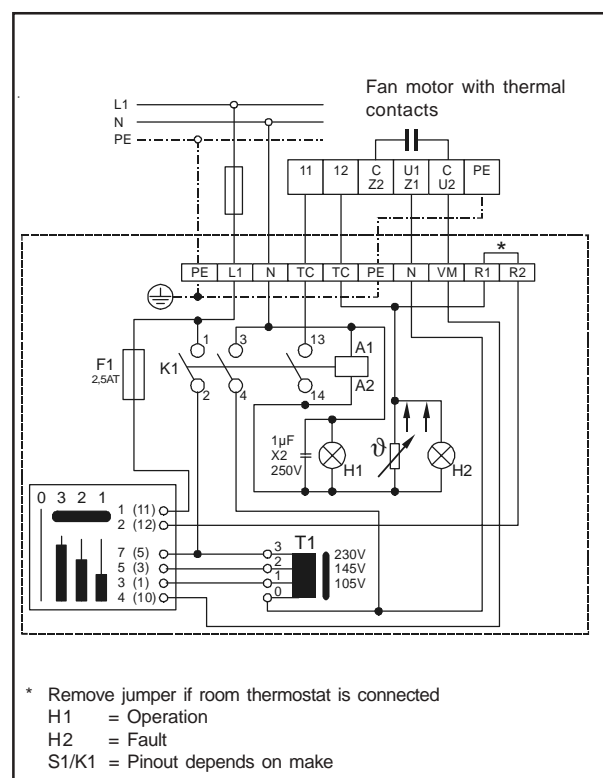 Fan motor with thermal
contacts
L1
N
PE
11 12 C Z2 U1 Z1 C U2 PE
*
PE L1 N TC TC PE N VM R1 R2
1 3 13
F1
2,5AT
K1
A1
A2
2 4 14
1µF
X2
250V
H1
ϑ
H2
0 3 2 1
1 (11)
2 (12)
7 (5)
5 (3)
3 (1)
4 (10)
T1
3 230V
2 145V
1 105V
0
* Remove jumper if room thermostat is connected
H1 = Operation
H2 = Fault
S1/K1 = Pinout depends on make